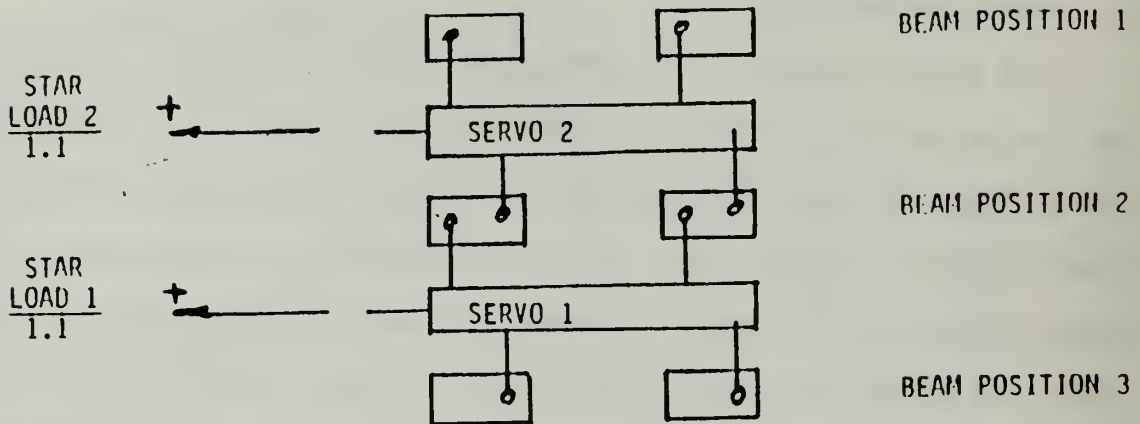 BEAM POSITION 1
STAR
LOAD 2
1.1
+
SERVO 2
BEAM POSITION 2
STAR
LOAD 1
1.1
+
SERVO 1
BEAM POSITION 3